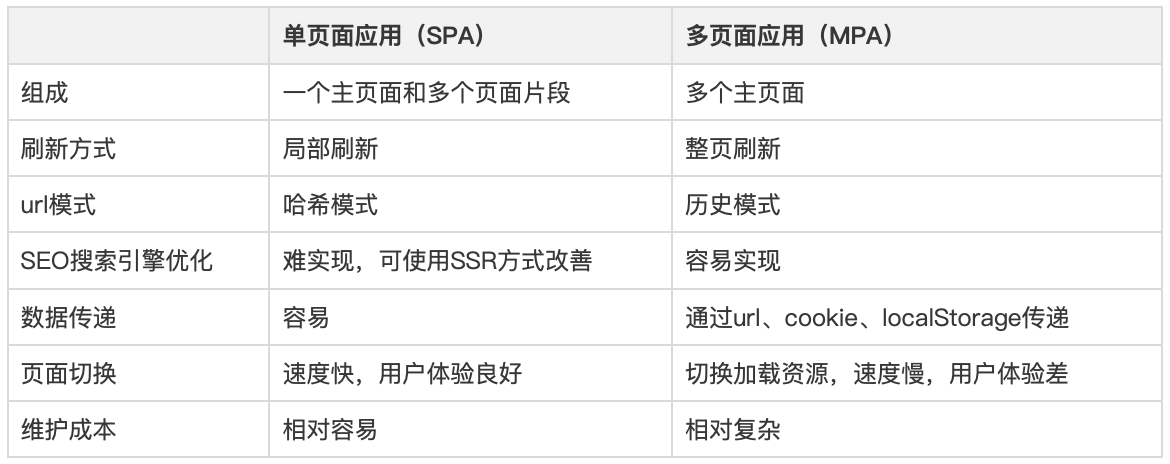 单页面应用（SPA） 多页面应用（MPA）
组成 一个主页面和多个页面片段 多个主页面
刷新方式 局部刷新 整页刷新
url模式 哈希模式 历史模式
SEO搜索引擎优化 难实现，可使用SSR方式改善 容易实现
数据传递 容易 通过url、cookie、localStorage传递
页面切换 速度快，用户体验良好 切换加载资源，速度慢，用户体验差
维护成本 相对容易 相对复杂